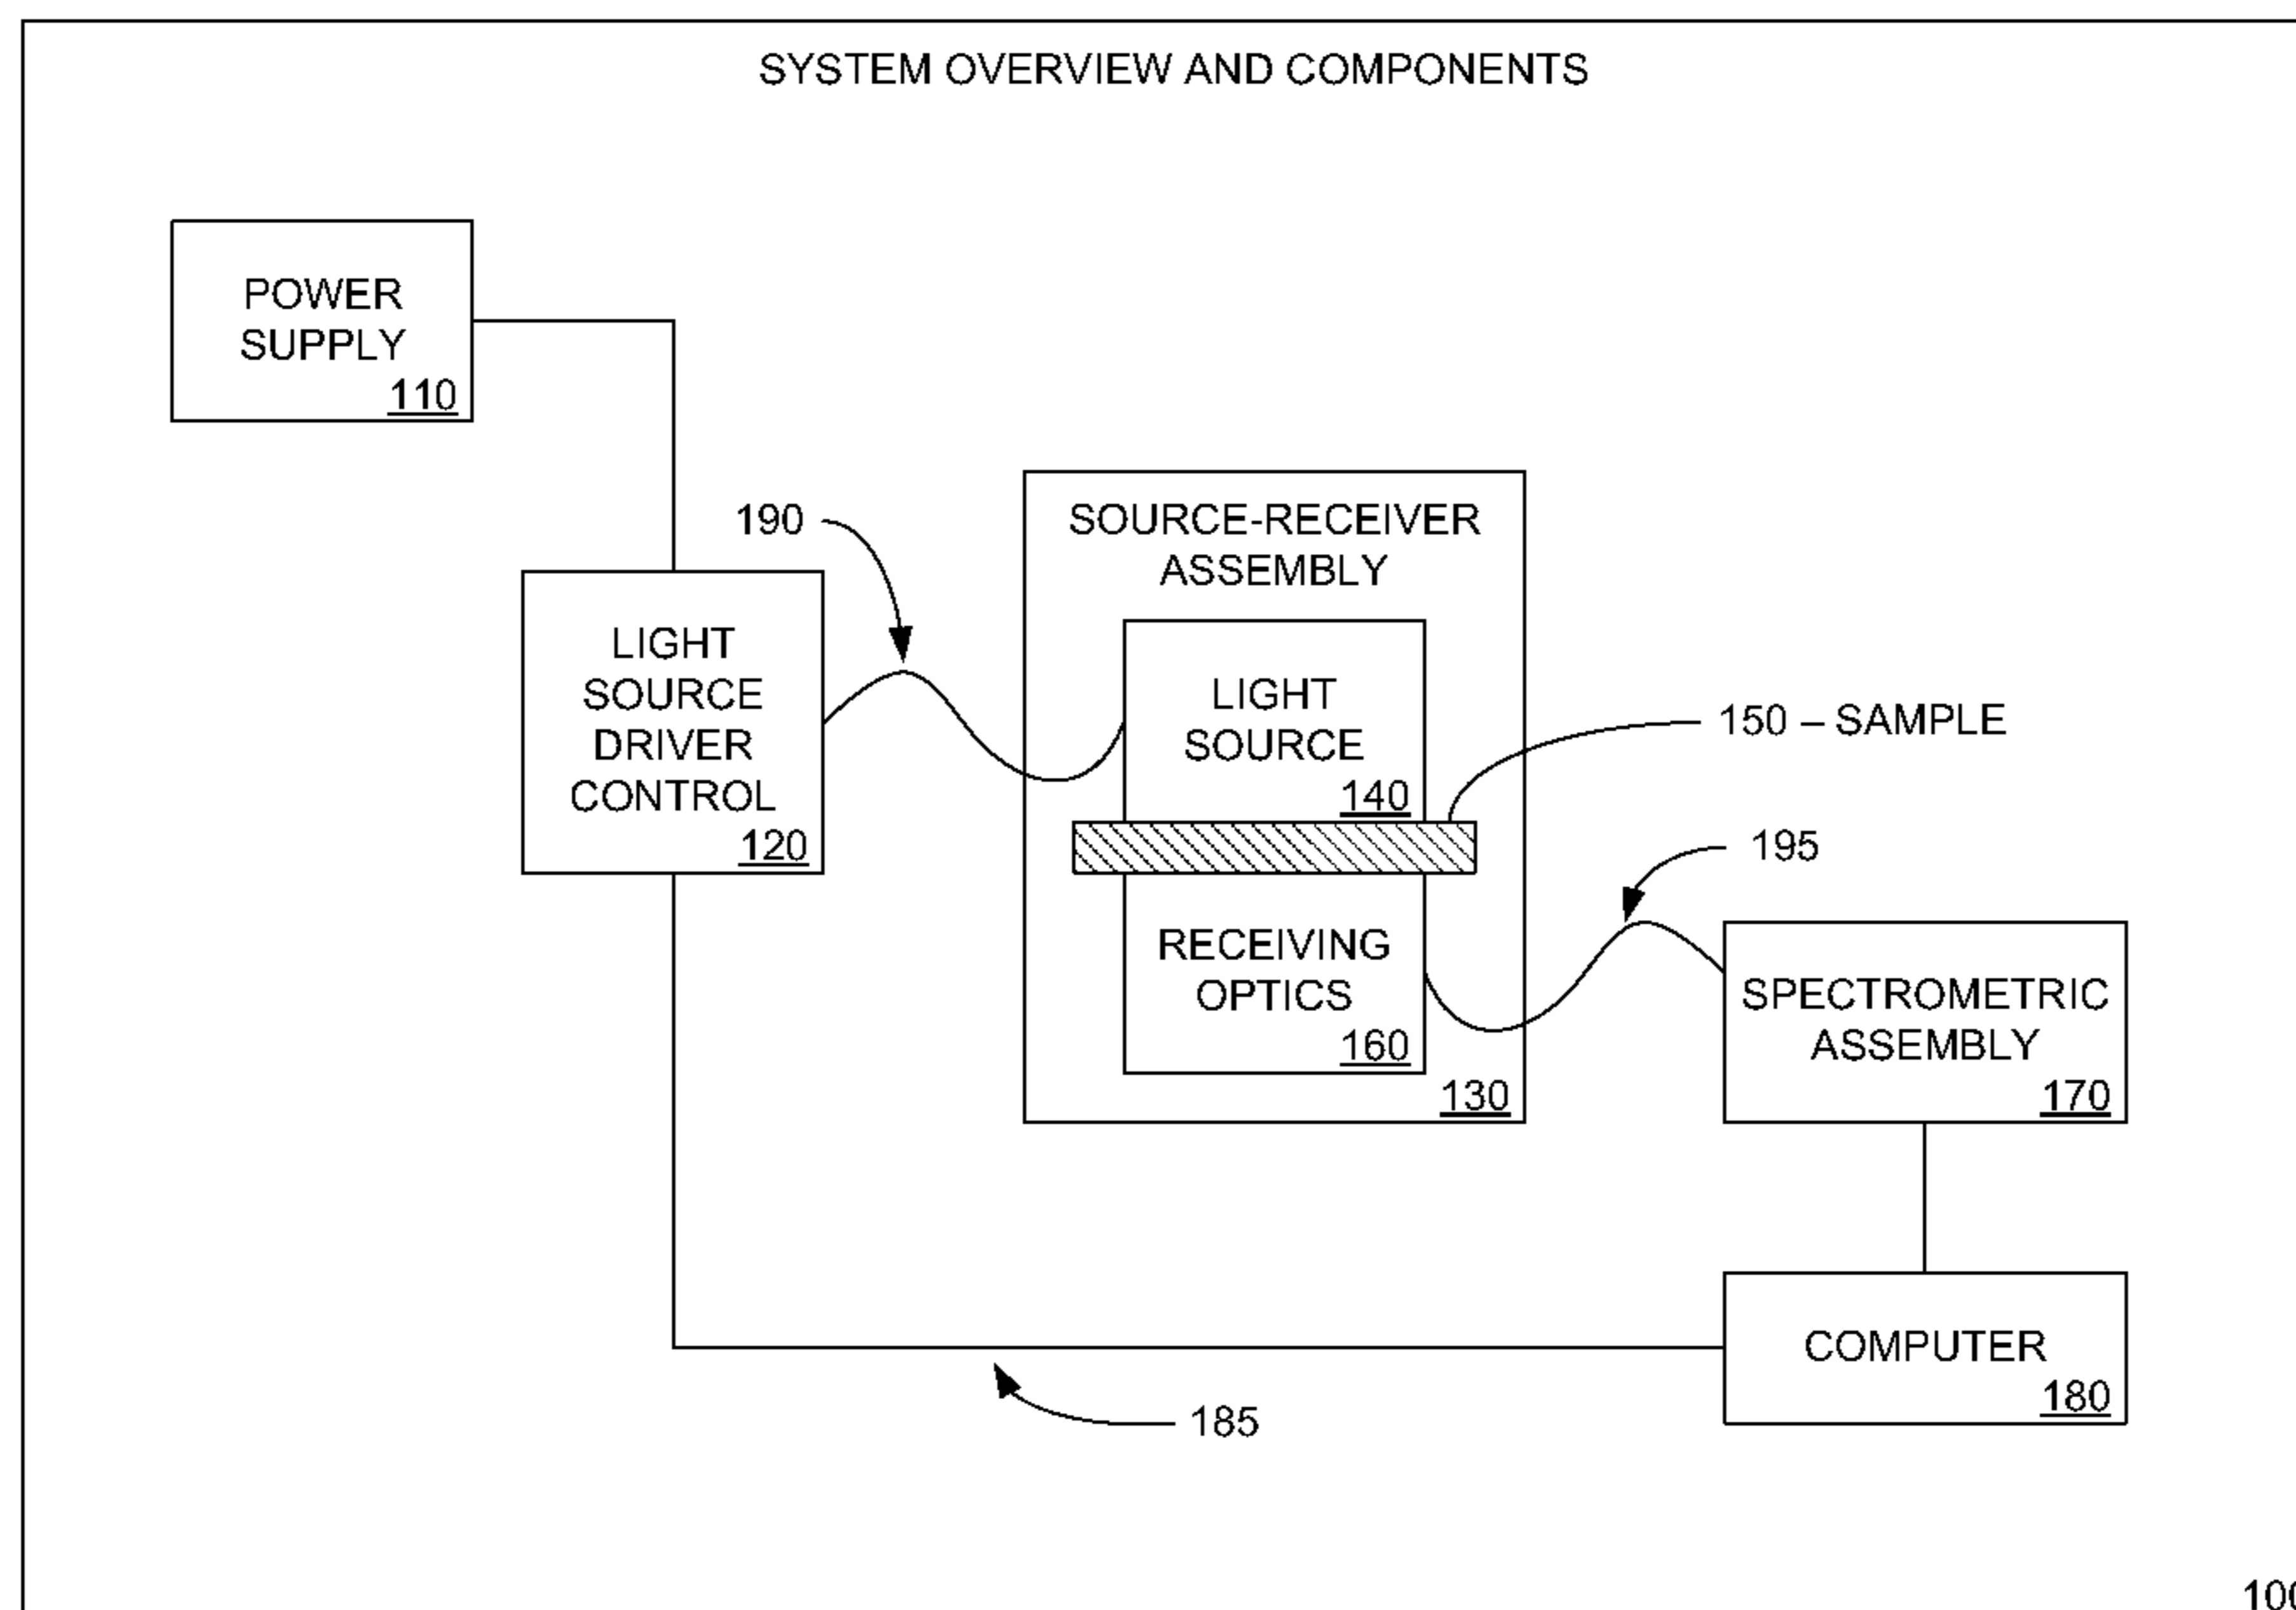 SYSTEM OVERVIEW AND COMPONENTS
POWER
SUPPLY
110
190
SOURCE-RECEIVER
ASSEMBLY
LIGHT
SOURCE
DRIVER
CONTROL
120
LIGHT
SOURCE
140
150 – SAMPLE
195
RECEIVING
OPTICS
160
130
SPECTROMETRIC
ASSEMBLY
170
COMPUTER
180
185
100